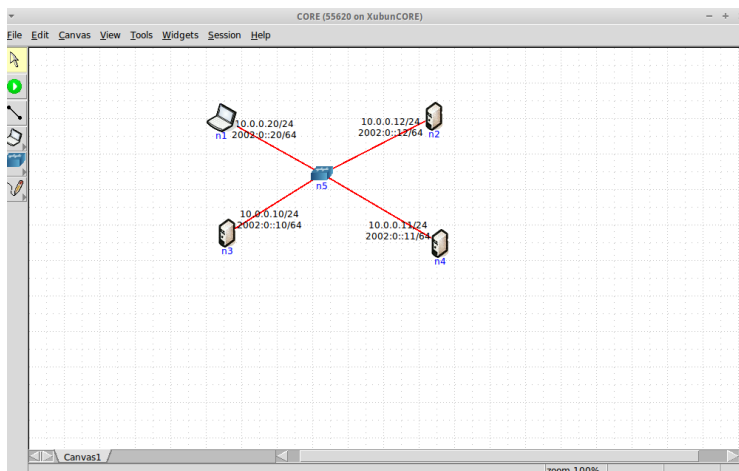 CORE (55620 on XubunCORE)
File Edit Canvas View Tools Widgets Session Help
10.0.0.20/24
2002:0::20/64
n1
10.0.0.12/24
2002:0::12/64
n2
n5
10.0.0.10/24
2002:0::10/64
n3
10.0.0.11/24
2002:0::11/64
n4
Canvas1
zoom 100%